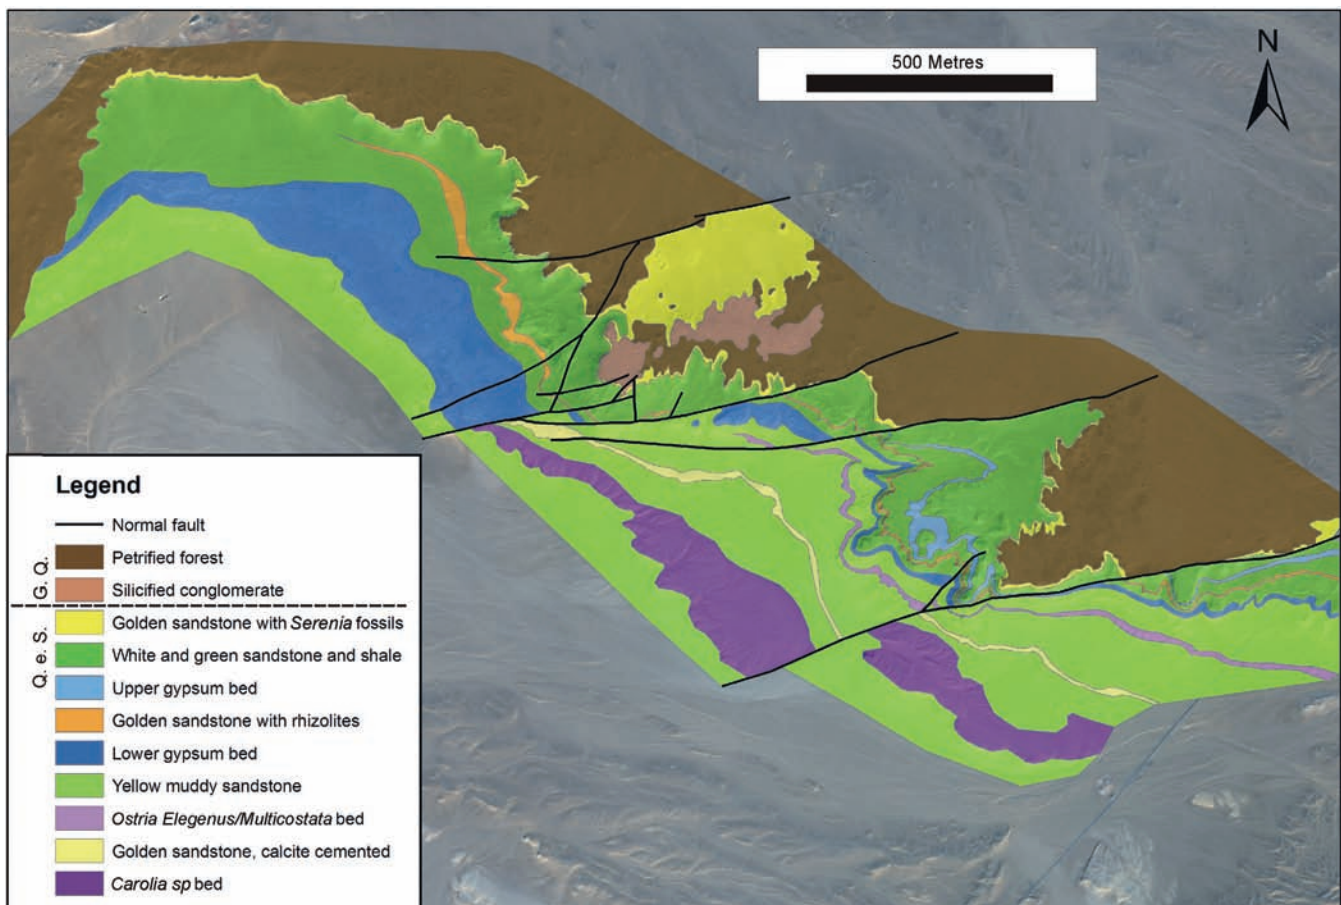 500 Metres
N
Legend
Normal fault
G. Q.
Petrified forest
Silicified conglomerate
Q. e. S.
Golden sandstone with Serenia fossils
White and green sandstone and shale
Upper gypsum bed
Golden sandstone with rhizolites
Lower gypsum bed
Yellow muddy sandstone
Ostria Elegenus/Multicostata bed
Golden sandstone, calcite cemented
Carolia sp bed